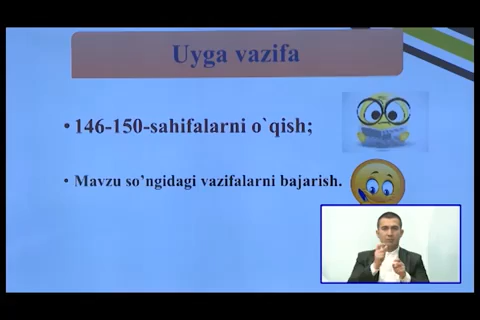 Uyga vazifa
•146-150-sahifalarni o`qish;
• Mavzu so’ngidagi vazifalarni bajarish.